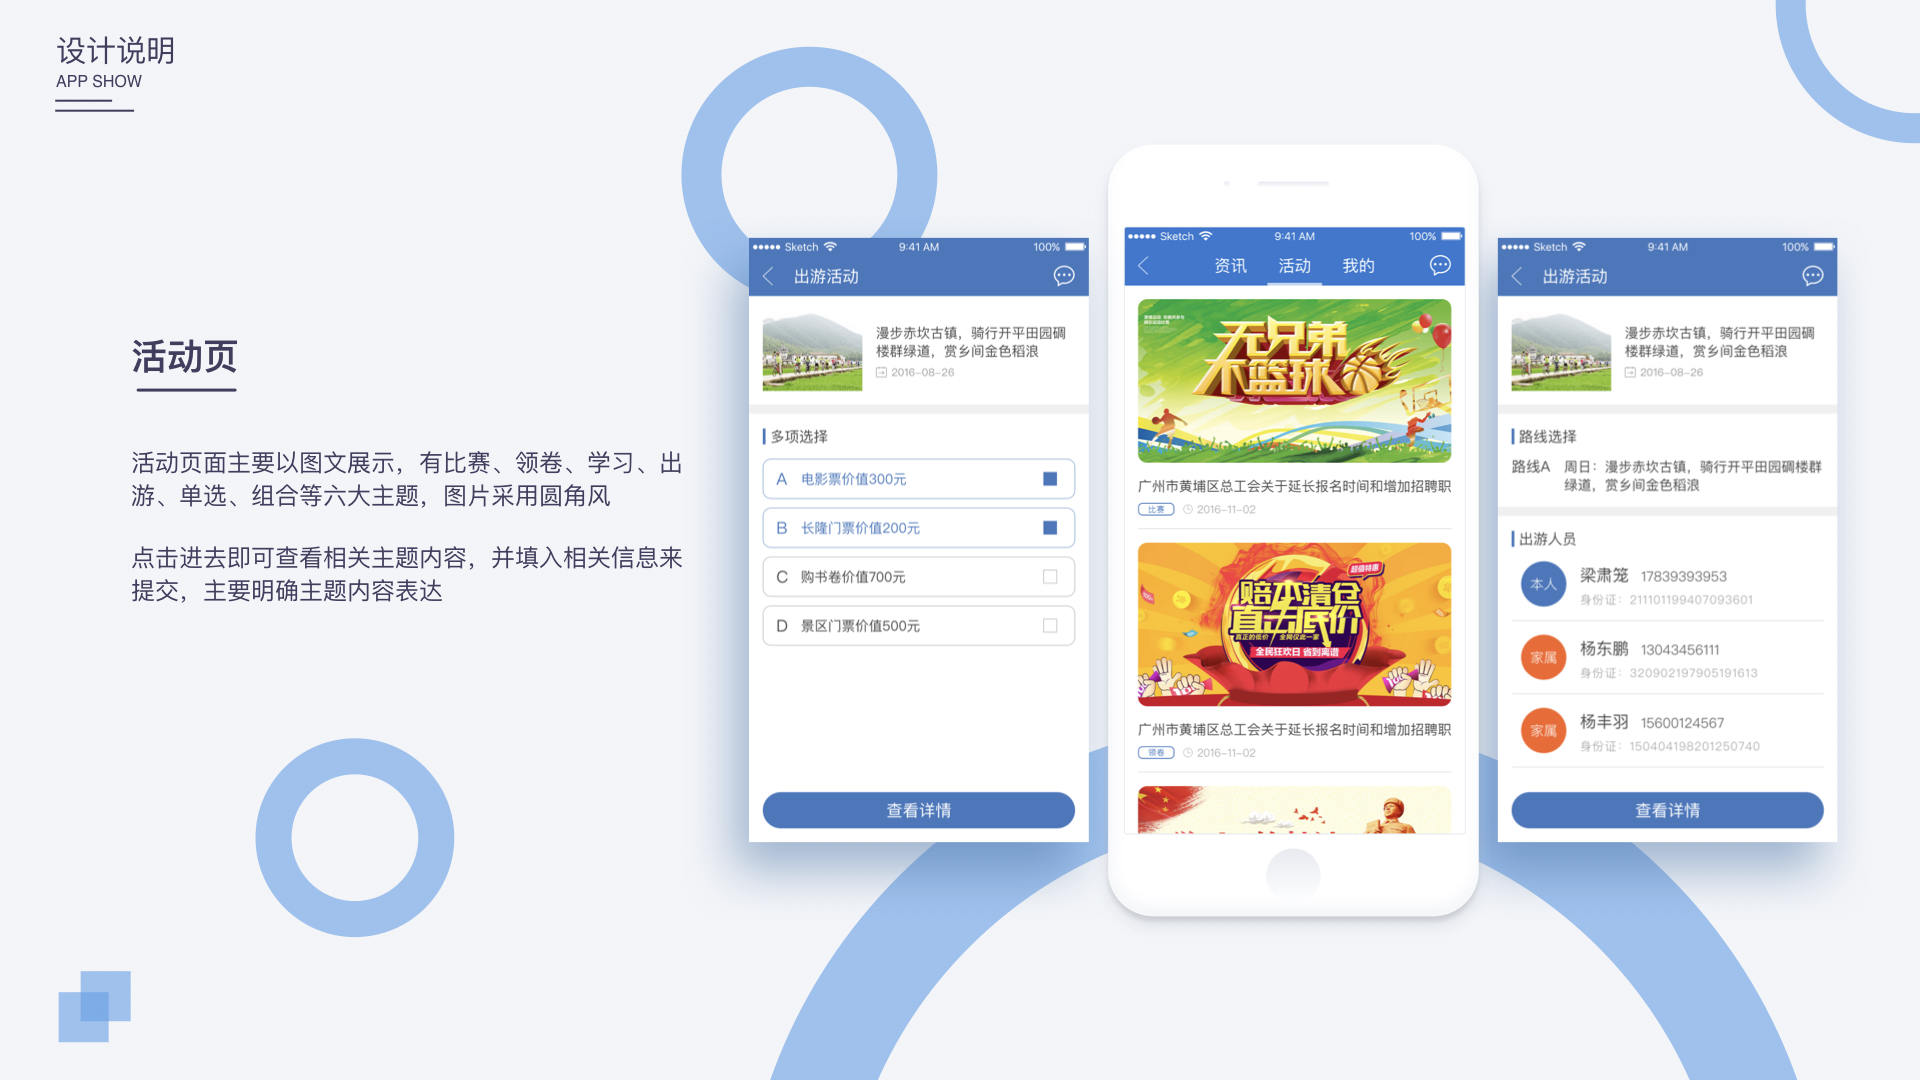 设计说明
APP SHOW
活动页
活动页面主要以图文展示，有比赛、领卷、学习、出
游、单选、组合等六大主题，图片采用圆角风
点击进去即可查看相关主题内容，并填入相关信息来
提交，主要明确主题内容表达
Sketch 9:41 AM 100%
出游活动
漫步赤坎古镇，骑行开平田园碉
楼群绿道，赏乡间金色稻浪
2016-08-26
多项选择
A 电影票价值300元
B 长隆门票价值200元
C 购书卷价值700元
D 景区门票价值500元
查看详情
Sketch 9:41 AM 100%
资讯 活动 我的
无兄弟
不篮球
广州市黄埔区总工会关于延长报名时间和增加招聘职
比赛 2016-11-02
超值特惠
赔本清仓
直击底价
真正的低价 / 全网仅此一家
全民狂欢日 省到离谱
广州市黄埔区总工会关于延长报名时间和增加招聘职
领卷 2016-11-02
Sketch 9:41 AM 100%
出游活动
漫步赤坎古镇，骑行开平田园碉
楼群绿道，赏乡间金色稻浪
2016-08-26
路线选择
路线A 周日：漫步赤坎古镇，骑行开平田园碉楼群
绿道，赏乡间金色稻浪
出游人员
本人 梁肃笼 17839393953
身份证：211101199407093601
家属 杨东鹏 13043456111
身份证：320902197905191613
家属 杨丰羽 15600124567
身份证：150404198201250740
查看详情